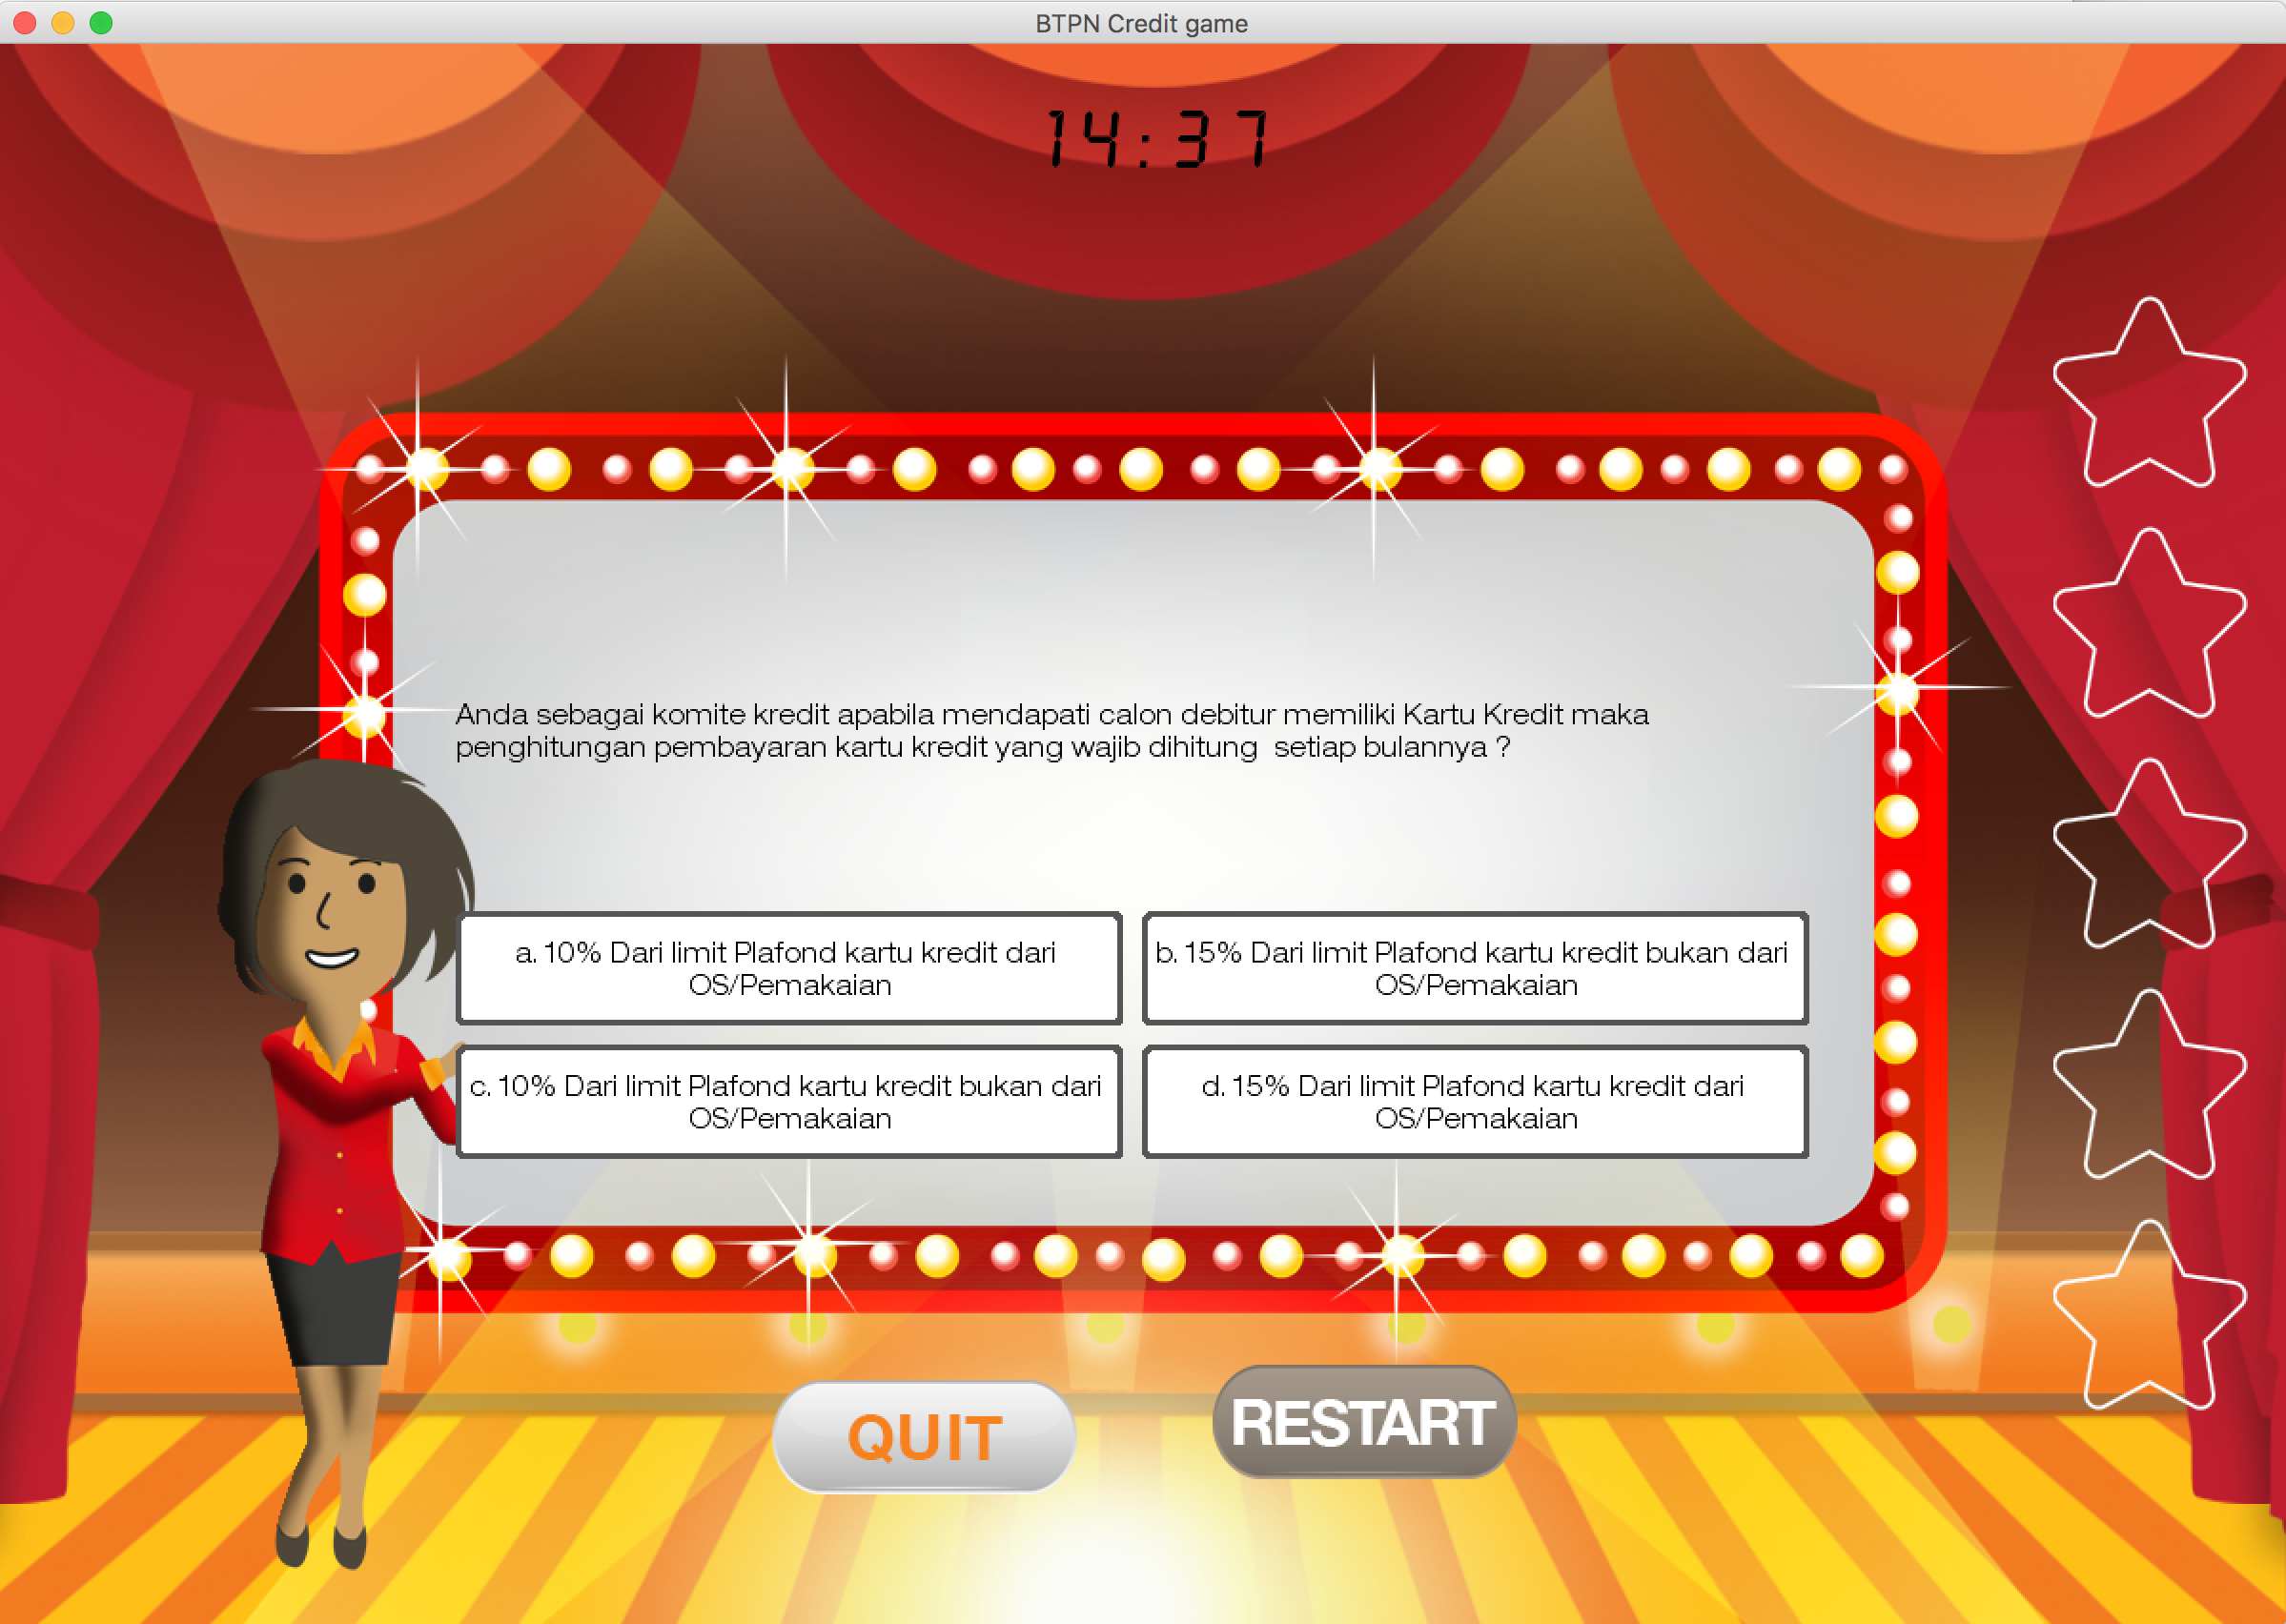 BTPN Credit game
14:37
Anda sebagai komite kredit apabila mendapati calon debitur memiliki Kartu Kredit maka
penghitungan pembayaran kartu kredit yang wajib dihitung  setiap bulannya ?
a. 10% Dari limit Plafond kartu kredit dari
OS/Pemakaian
b. 15% Dari limit Plafond kartu kredit bukan dari
OS/Pemakaian
c. 10% Dari limit Plafond kartu kredit bukan dari
OS/Pemakaian
d. 15% Dari limit Plafond kartu kredit dari
OS/Pemakaian
QUIT
RESTART